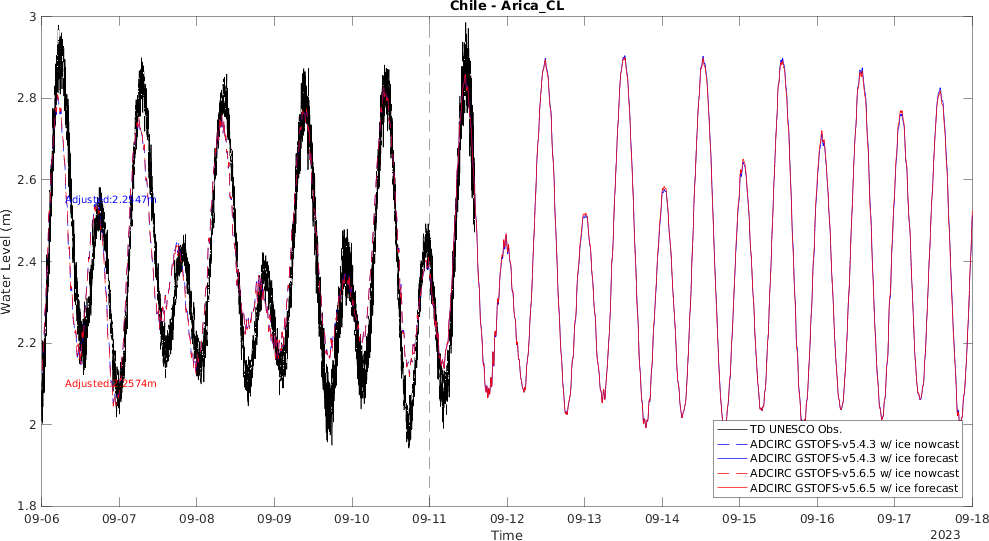 Chile - Arica_CL
3
2.8
2.6
2.4
2.2
2
1.8
Water Level (m)
Adjusted:2.2547m
Adjusted:2.2574m
TD UNESCO Obs.
ADCIRC GSTOFS-v5.4.3 w/ ice nowcast
ADCIRC GSTOFS-v5.4.3 w/ ice forecast
ADCIRC GSTOFS-v5.6.5 w/ ice nowcast
ADCIRC GSTOFS-v5.6.5 w/ ice forecast
09-06 09-07 09-08 09-09 09-10 09-11 09-12 09-13 09-14 09-15 09-16 09-17 09-18
Time
2023